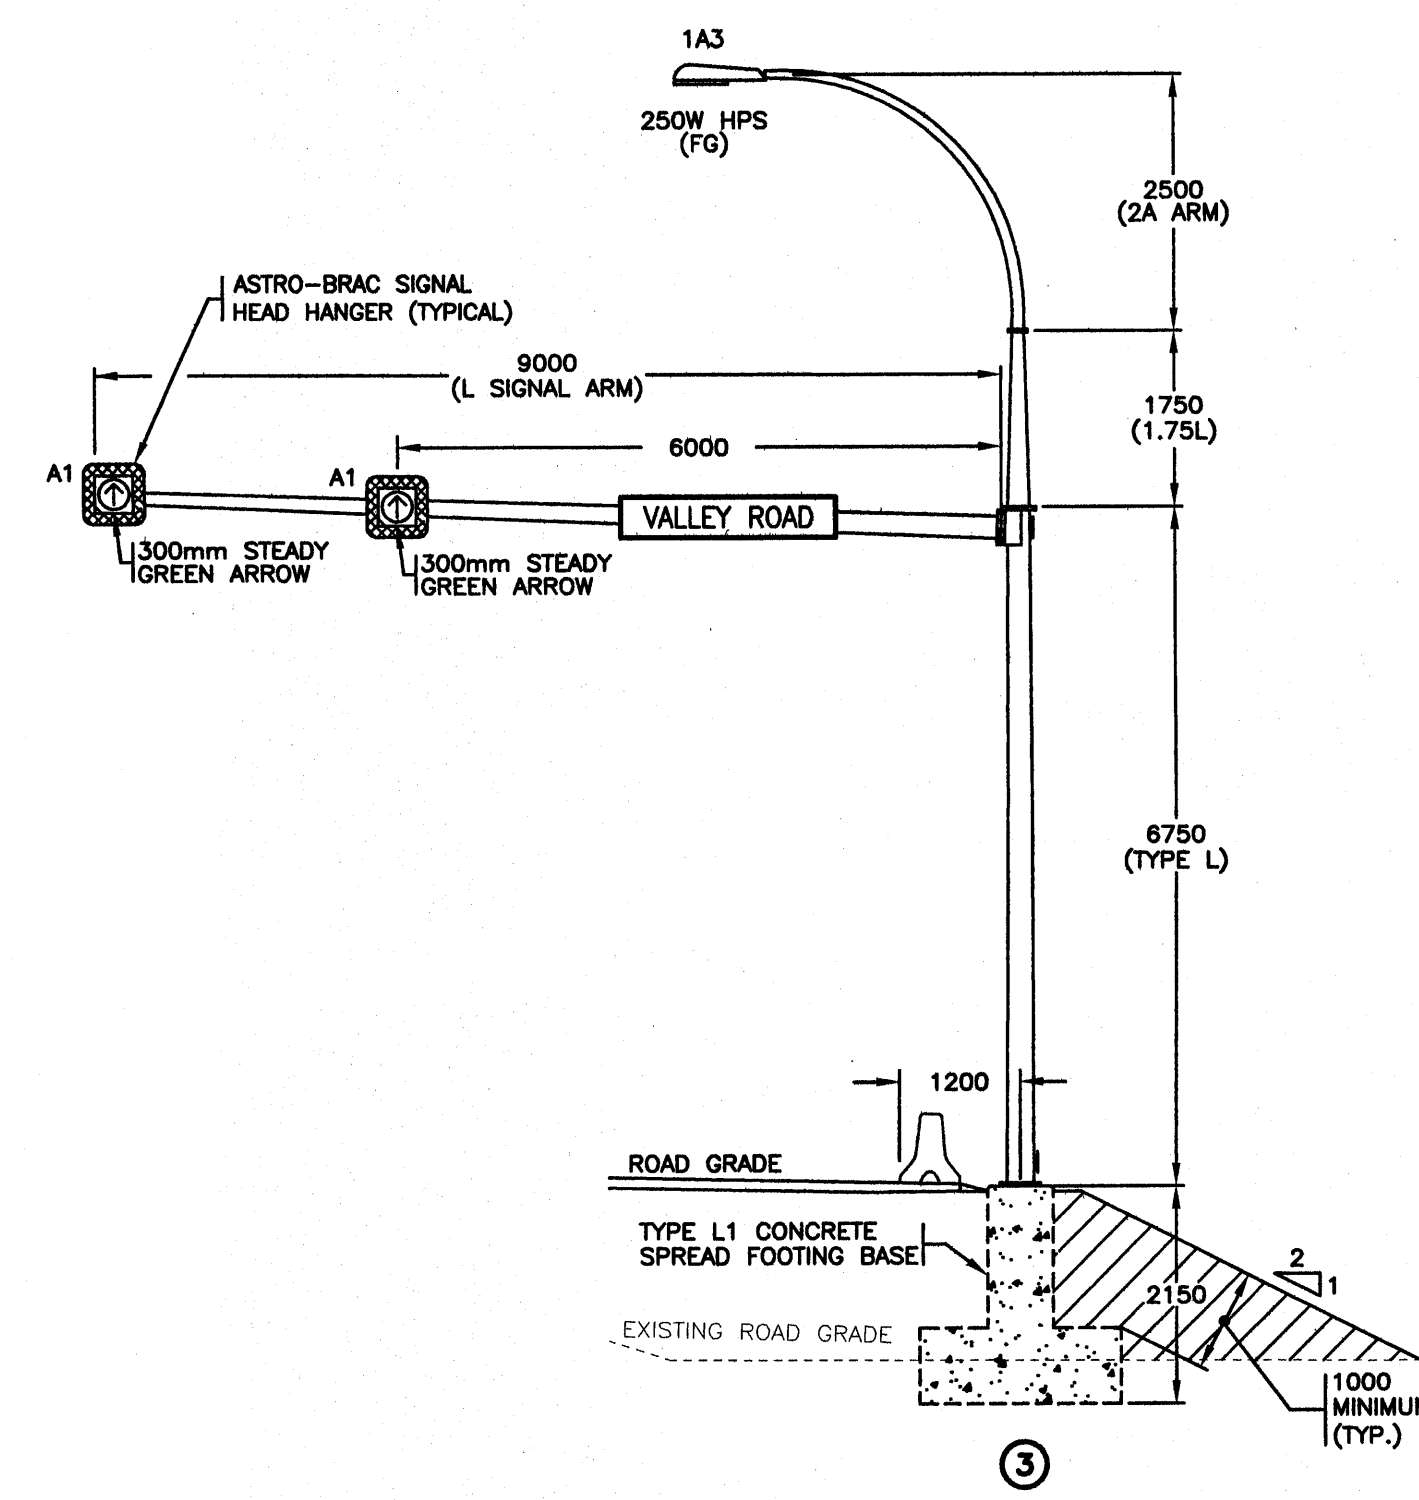 1A3
250W HPS
(FG)
2500
(2A ARM)
ASTRO-BRAC SIGNAL
HEAD HANGER (TYPICAL)
9000
(L SIGNAL ARM)
1750
(1.75L)
6000
A1
A1
VALLEY ROAD
300mm STEADY
GREEN ARROW
300mm STEADY
GREEN ARROW
6750
(TYPE L)
1200
ROAD GRADE
TYPE L1 CONCRETE
SPREAD FOOTING BASE
2
1
2150
EXISTING ROAD GRADE
1000
MINIMU
(TYP.)
3